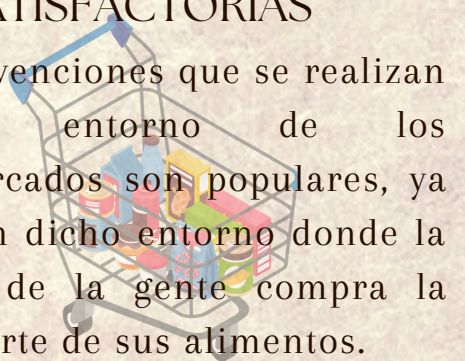 ATISFACTORIAS
venciones que se realizan
entorno de los
rcados son populares, ya
n dicho entorno donde la
de la gente compra la
rte de sus alimentos.